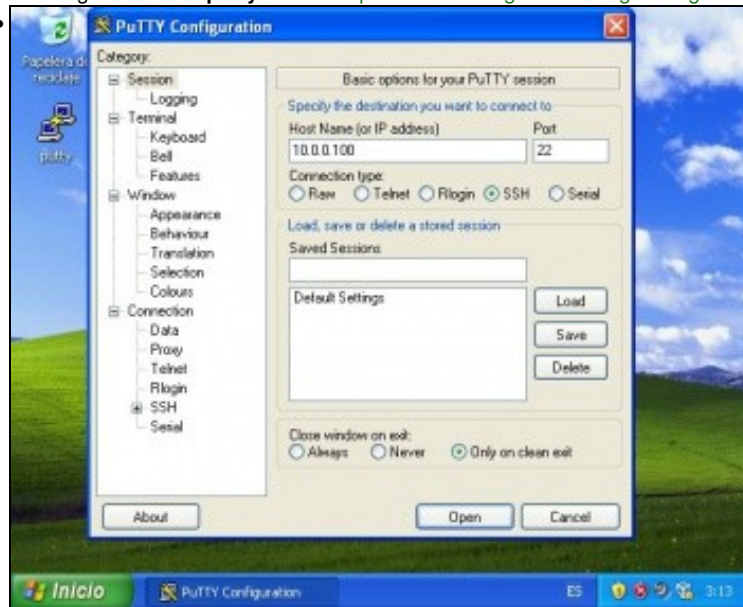 PuTTY Configuration
Papelera de
reciclaje
putty
Category:
Session
Logging
Terminal
Keyboard
Bell
Features
Window
Appearance
Behaviour
Translation
Selection
Colours
Connection
Data
Proxy
Telnet
Rlogin
SSH
Serial
Basic options for your PuTTY session
Specify the destination you want to connect to
Host Name (or IP address) Port
10.0.0.100 22
Connection type:
Raw Telnet Rlogin SSH Serial
Load, save or delete a stored session
Saved Sessions
Default Settings
Load
Save
Delete
Close window on exit:
Always Never Only on clean exit
About Open Cancel
Inicio PuTTY Configuration ES 3:13